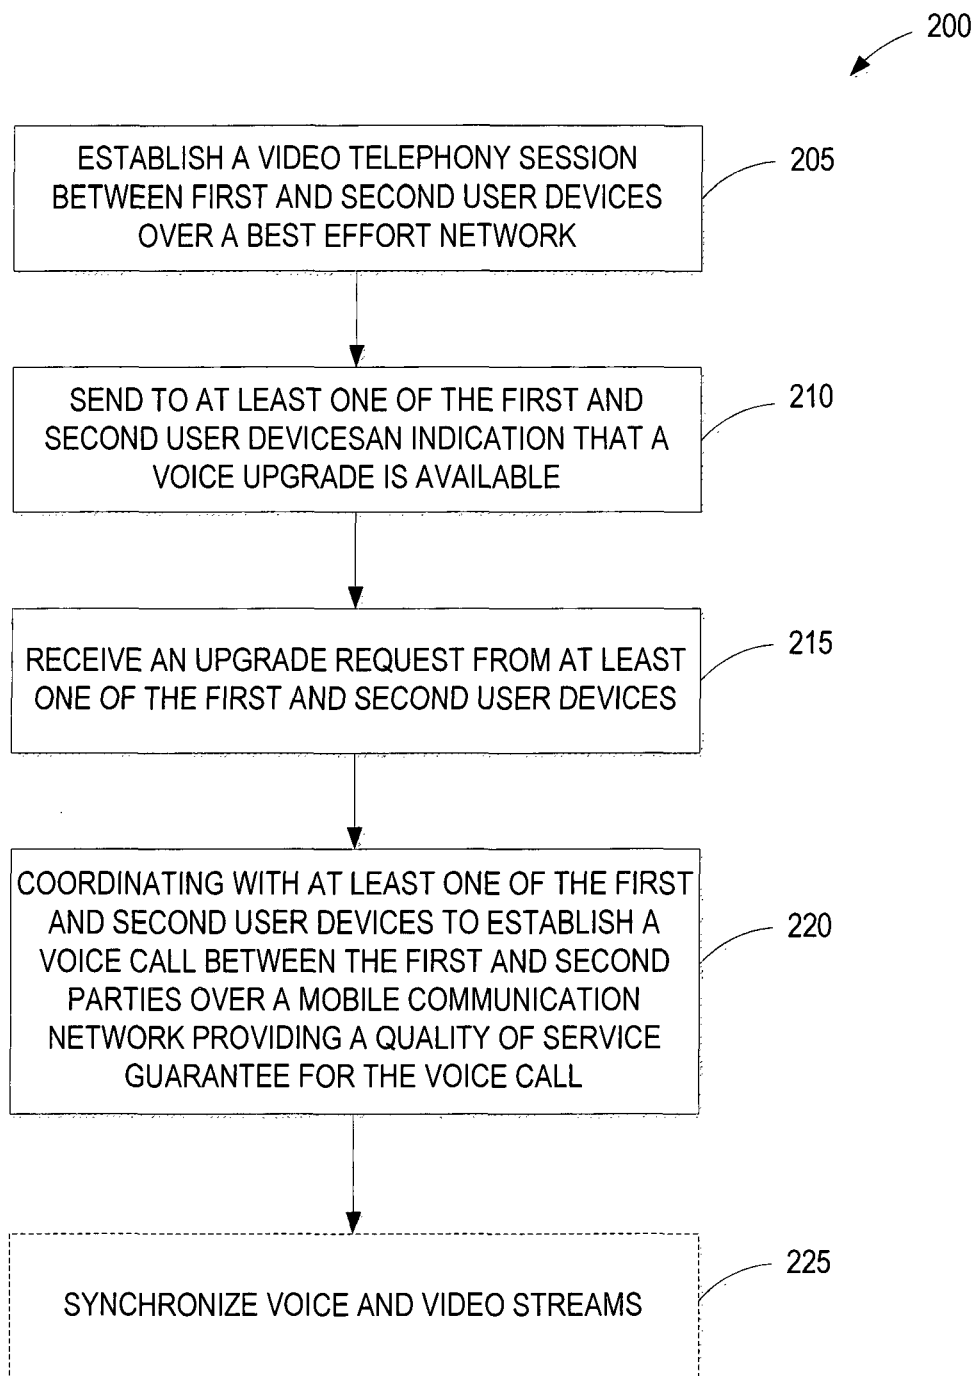 200
ESTABLISH A VIDEO TELEPHONY SESSION
BETWEEN FIRST AND SECOND USER DEVICES
OVER A BEST EFFORT NETWORK
205
SEND TO AT LEAST ONE OF THE FIRST AND
SECOND USER DEVICESAN INDICATION THAT A
VOICE UPGRADE IS AVAILABLE
210
RECEIVE AN UPGRADE REQUEST FROM AT LEAST
ONE OF THE FIRST AND SECOND USER DEVICES
215
COORDINATING WITH AT LEAST ONE OF THE FIRST
AND SECOND USER DEVICES TO ESTABLISH A
VOICE CALL BETWEEN THE FIRST AND SECOND
PARTIES OVER A MOBILE COMMUNICATION
NETWORK PROVIDING A QUALITY OF SERVICE
GUARANTEE FOR THE VOICE CALL
220
SYNCHRONIZE VOICE AND VIDEO STREAMS
225